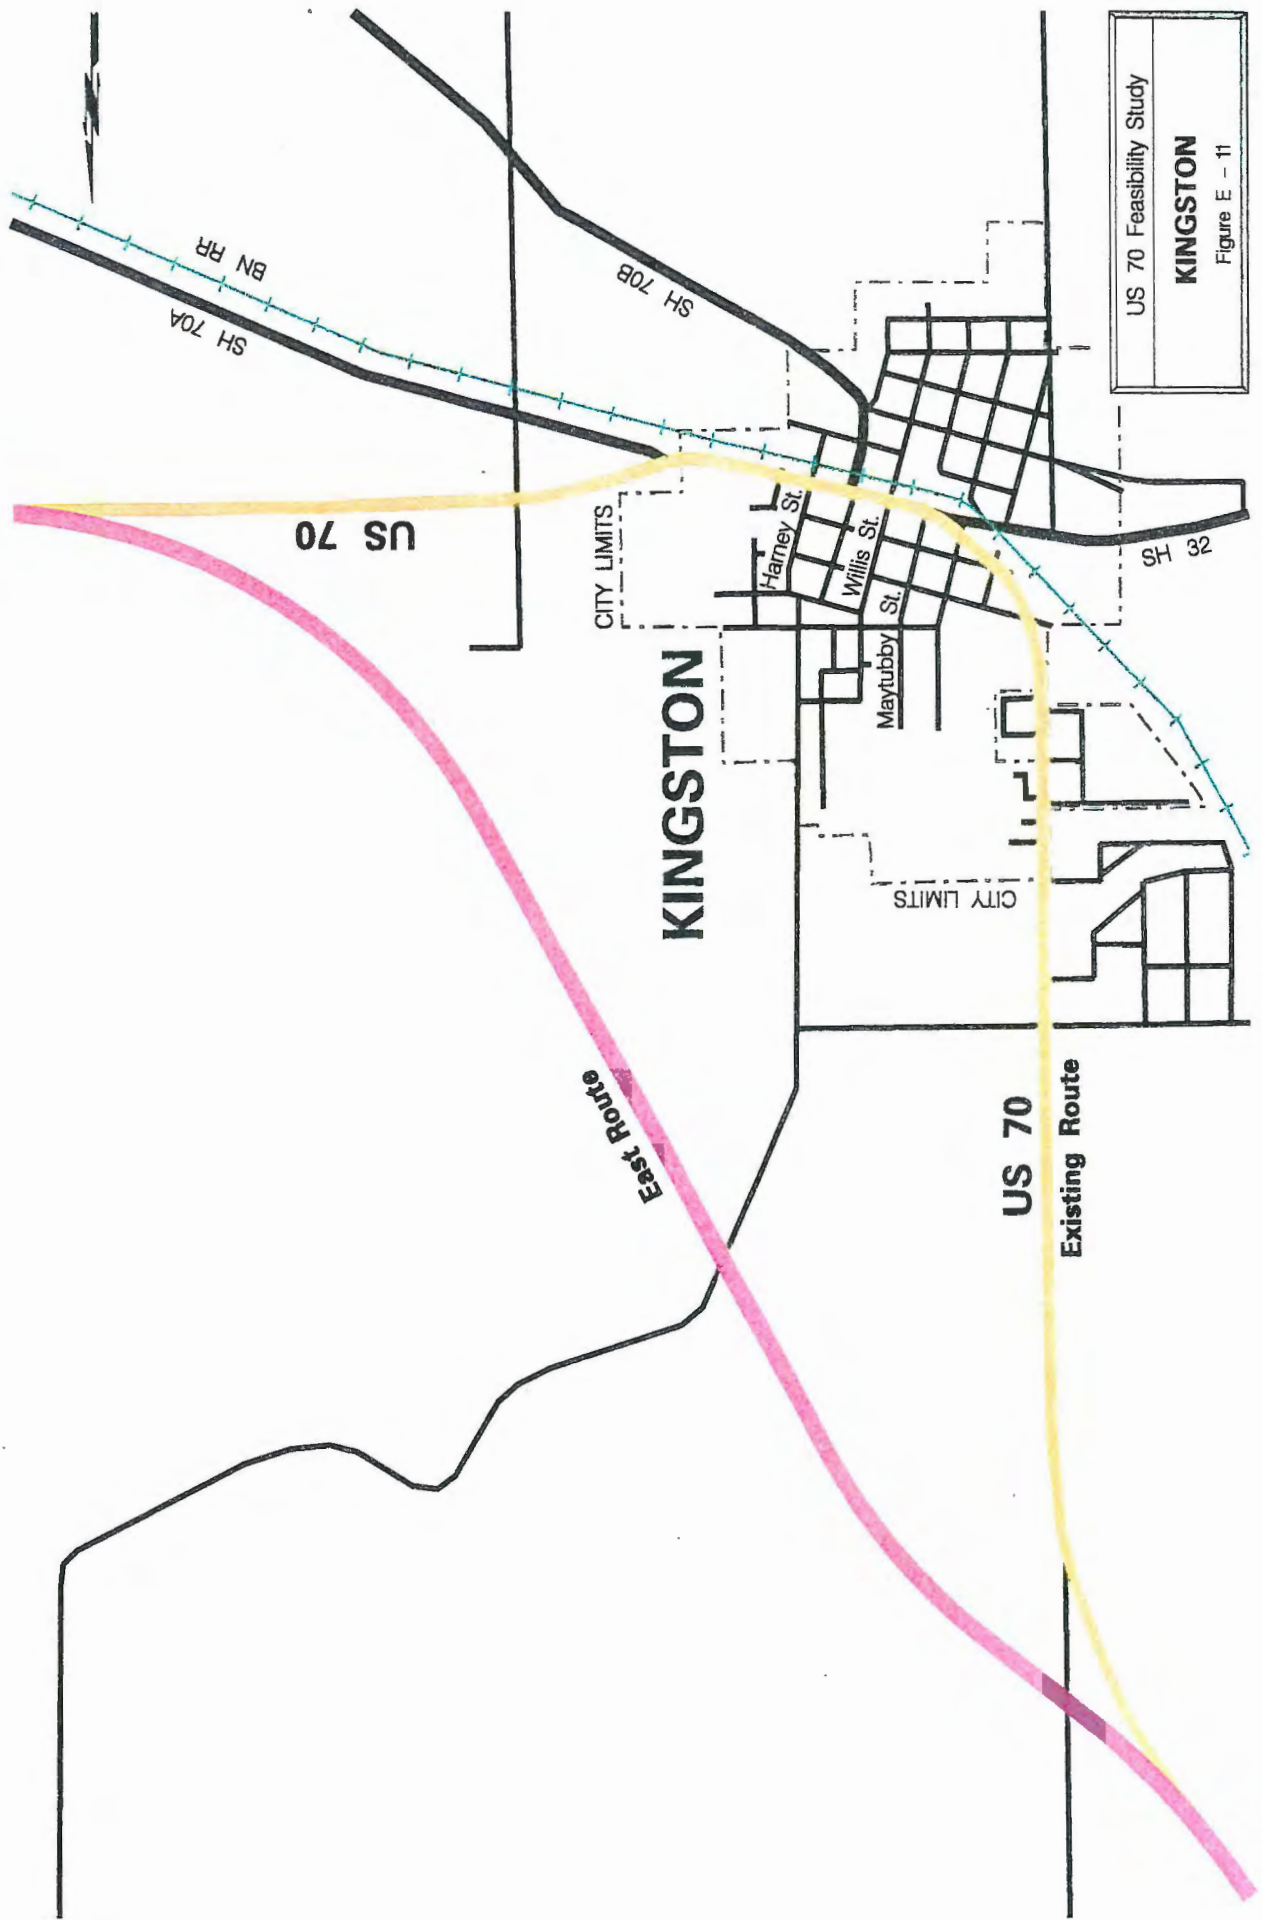 US 70 Feasibility Study
KINGSTON
Figure E - 11
BN RR
SH 70A
SH 70B
US 70
CITY LIMITS
Harney St.
Willis St.
Maytubby St.
SH 32
KINGSTON
CITY LIMITS
East Route
US 70
Existing Route